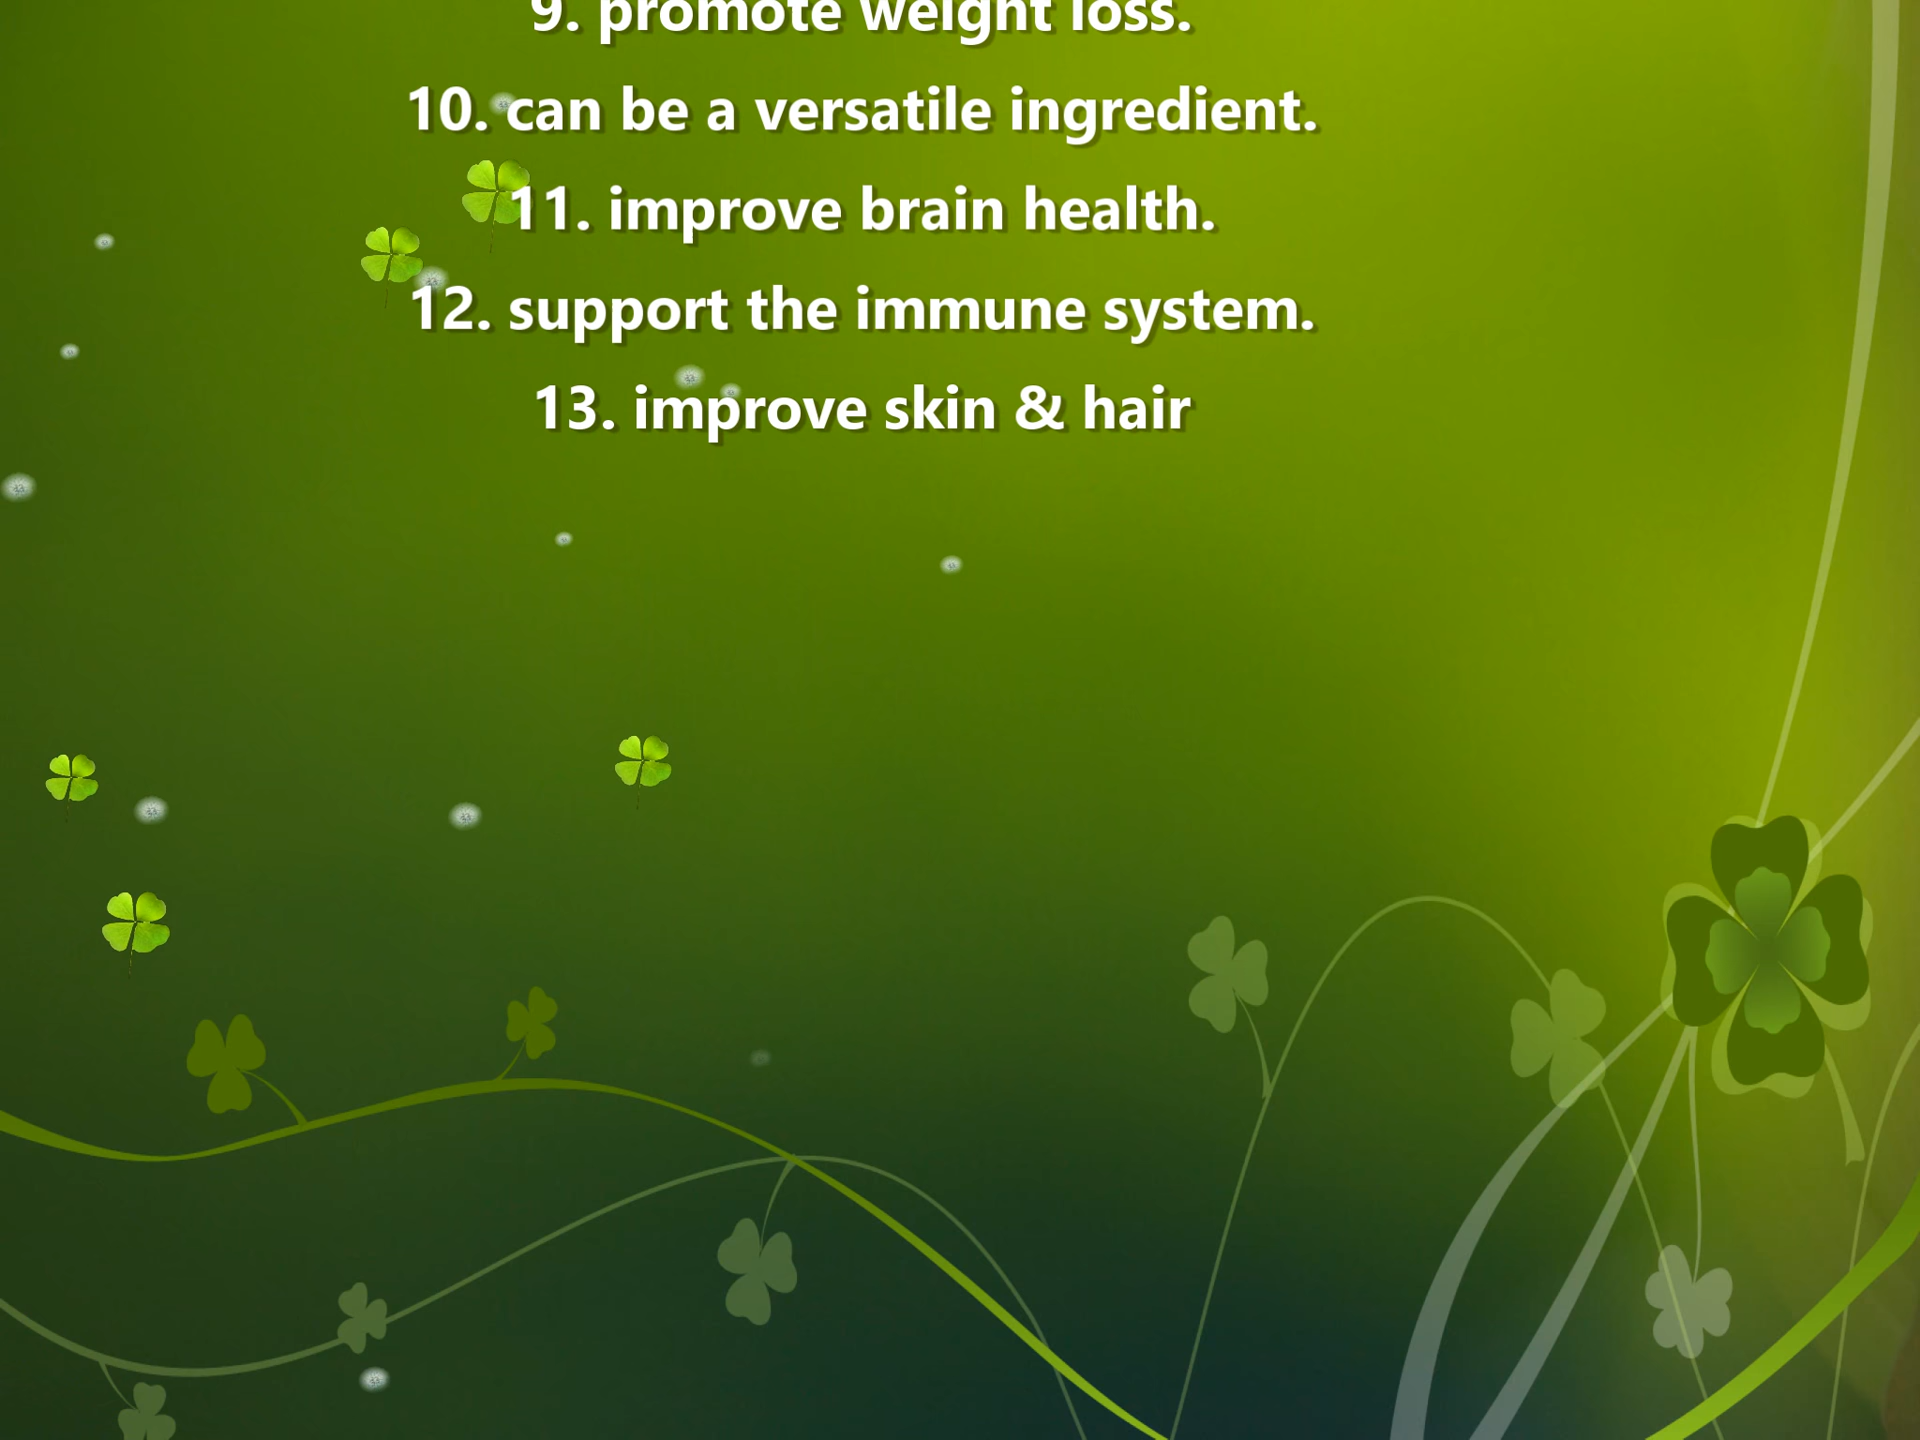 9. promote weight loss.
10. can be a versatile ingredient.
11. improve brain health.
12. support the immune system.
13. improve skin & hair